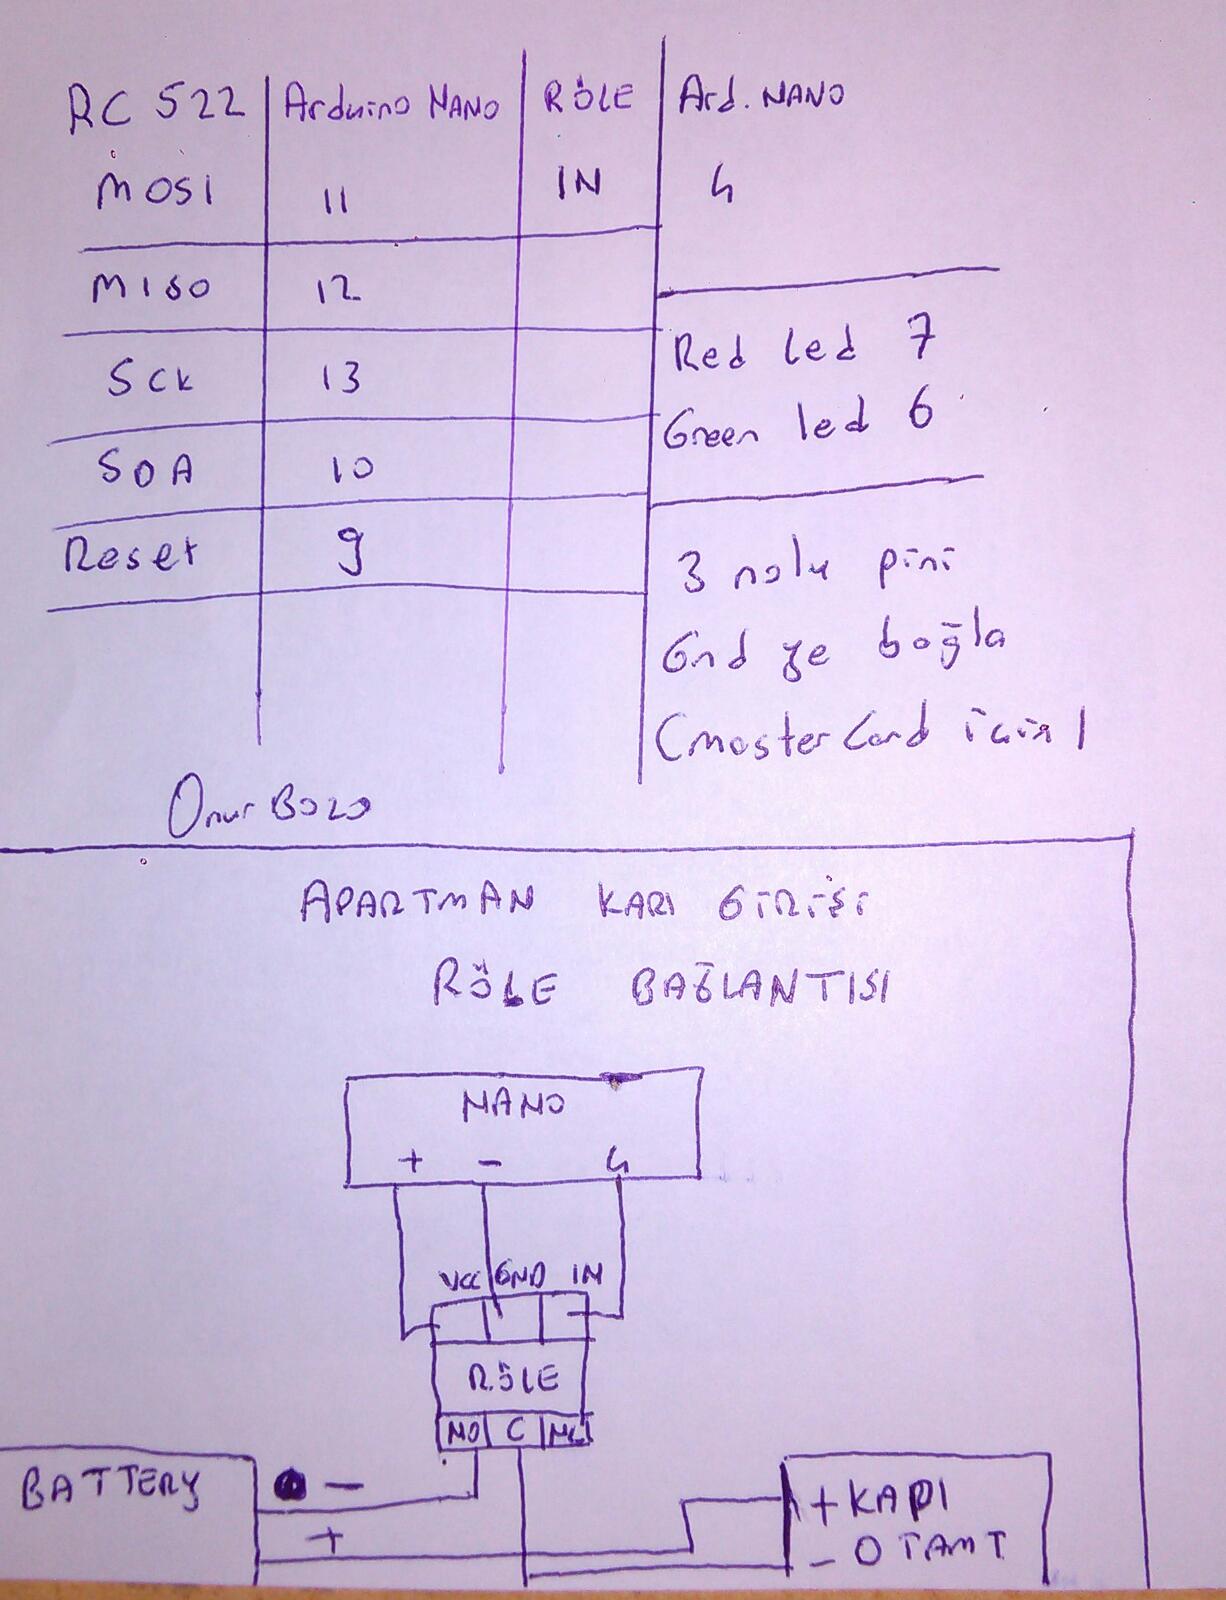 RC 522 Arduino NANO RÖLE Ard. NANO
MOSI 11 IN 4
MISO 12
Sck 13
SDA 10
Reset 9
Red led 7
Green led 6
3 nolu pini
Gnd ye bağla
(master Card için)
Onur Bozo
APARTMAN KAPI GİRİŞİ
RÖLE BAĞLANTISI
NANO
+ - 4
VCC GND IN
RÖLE
NO C NC
BATTERY -
+
+ KAPI
- OTAMT